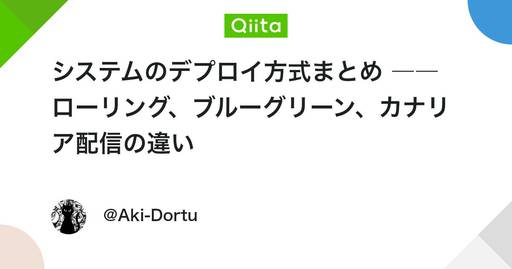 Qiita
システムのデプロイ方式まとめ ――
ローリング、ブルーグリーン、カナリ
ア配信の違い
@Aki-Dortu